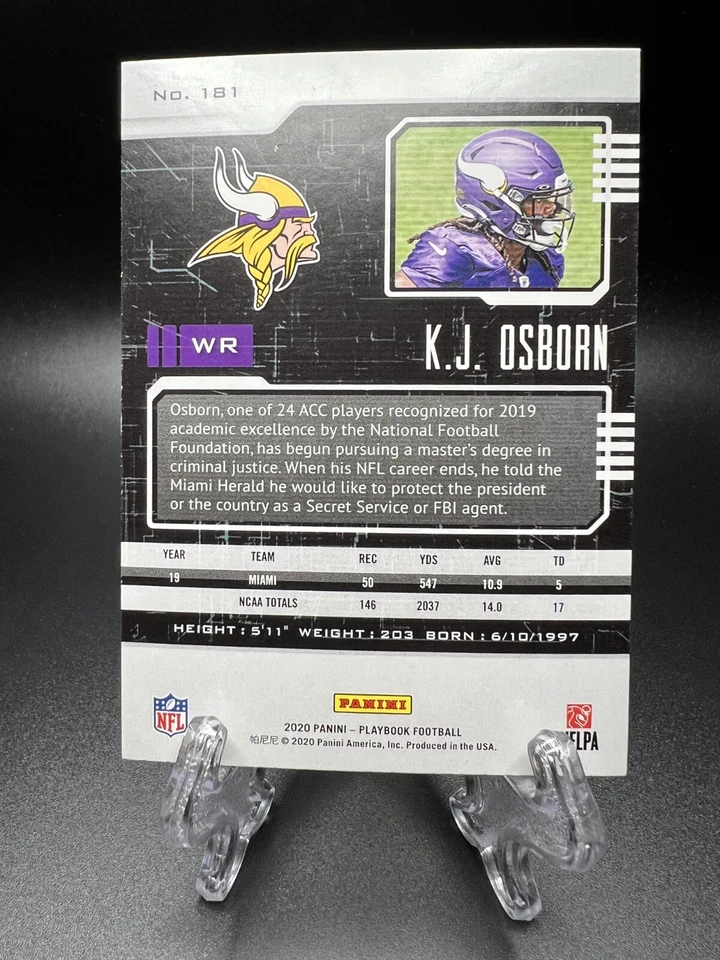 No. 181
WR
K.J. OSBORN
Osborn, one of 24 ACC players recognized for 2019
academic excellence by the National Football
Foundation, has begun pursuing a master's degree in
criminal justice. When his NFL career ends, he told the
Miami Herald he would like to protect the president
or the country as a Secret Service or FBI agent.
YEAR TEAM REC YDS AVG TD
19 MIAMI 50 547 10.9 5
NCAA TOTALS 146 2037 14.0 17
HEIGHT: 5'11" WEIGHT: 203 BORN: 6/10/1997
NFL
PANINI
2020 PANINI – PLAYBOOK FOOTBALL
帕尼尼 © 2020 Panini America, Inc. Produced in the USA.
FLPA